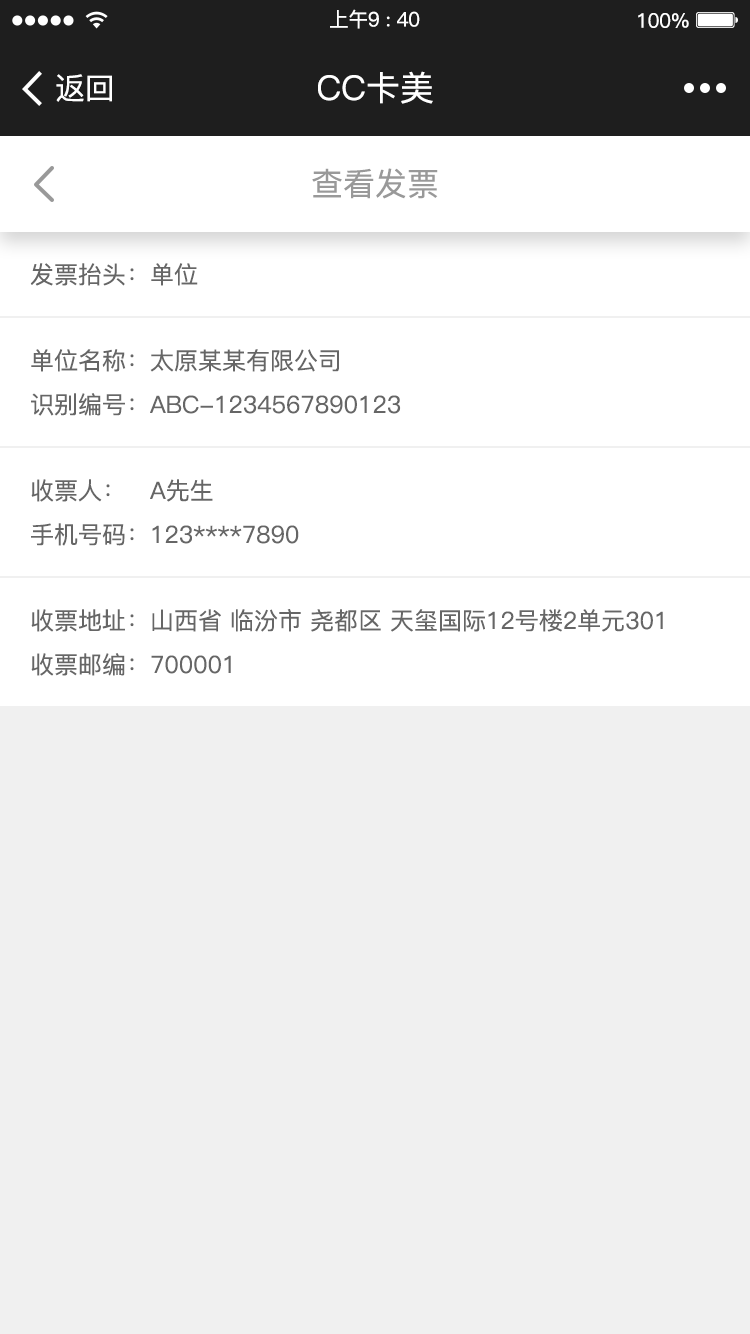 上午9 : 40
100%
返回
CC卡美
查看发票
发票抬头：单位
单位名称：太原某某有限公司
识别编号：ABC-1234567890123
收票人： A先生
手机号码：123****7890
收票地址：山西省 临汾市 尧都区 天玺国际12号楼2单元301
收票邮编：700001